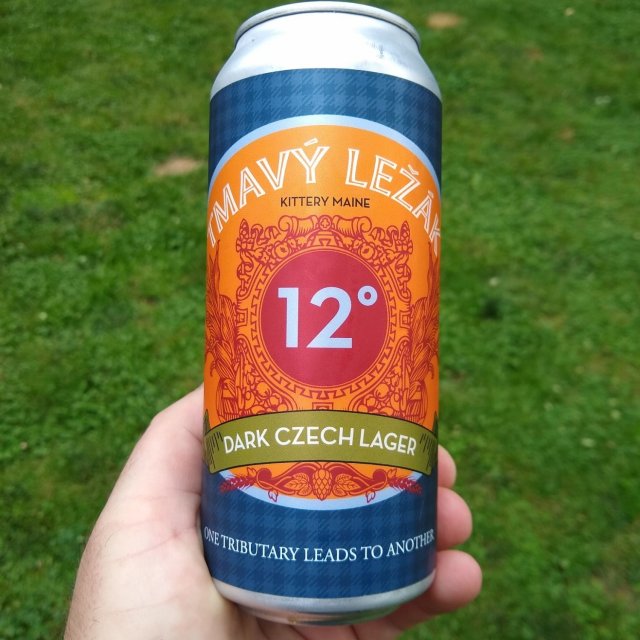 TMAVÝ LEŽÁK
KITTERY MAINE
12°
DARK CZECH LAGER
ONE TRIBUTARY LEADS TO ANOTHER